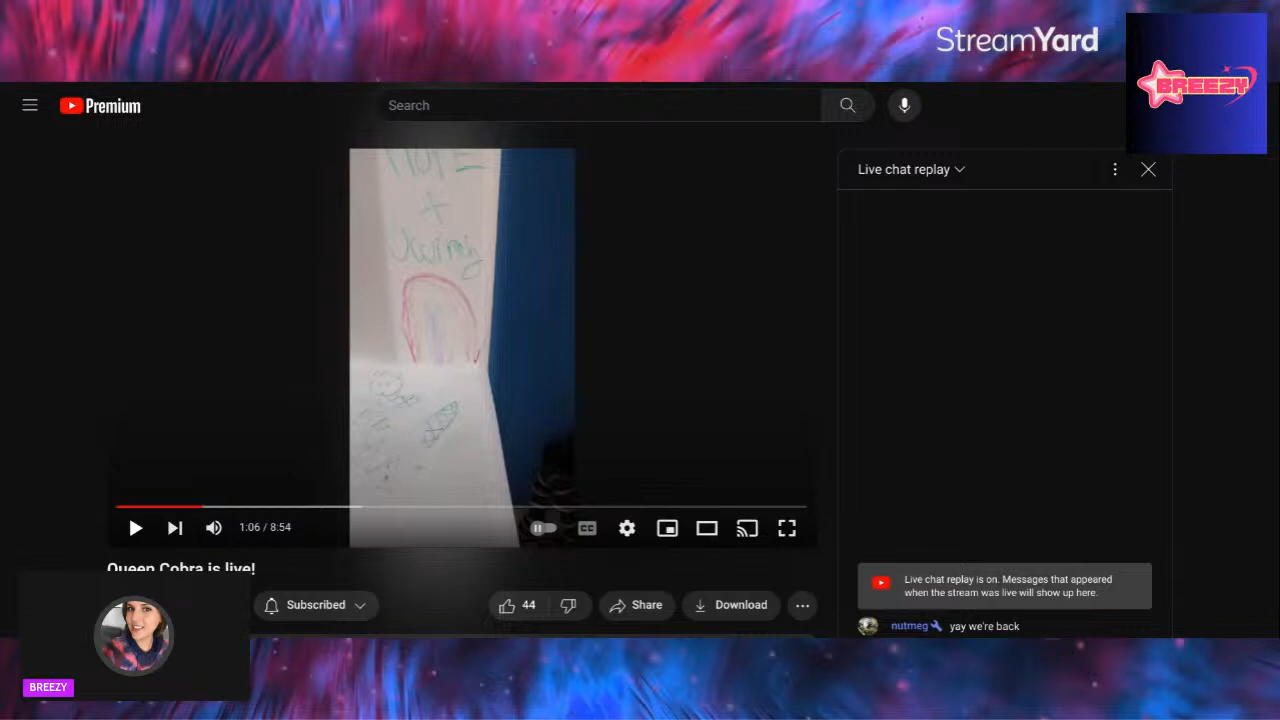 StreamYard
BREEZY
Premium
Search
Live chat replay
+
1:06 / 8:54
CC
Queen Cobra is live!
Subscribed
44
Share
Download
Live chat replay is on. Messages that appeared
when the stream was live will show up here.
nutmeg yay we're back
BREEZY